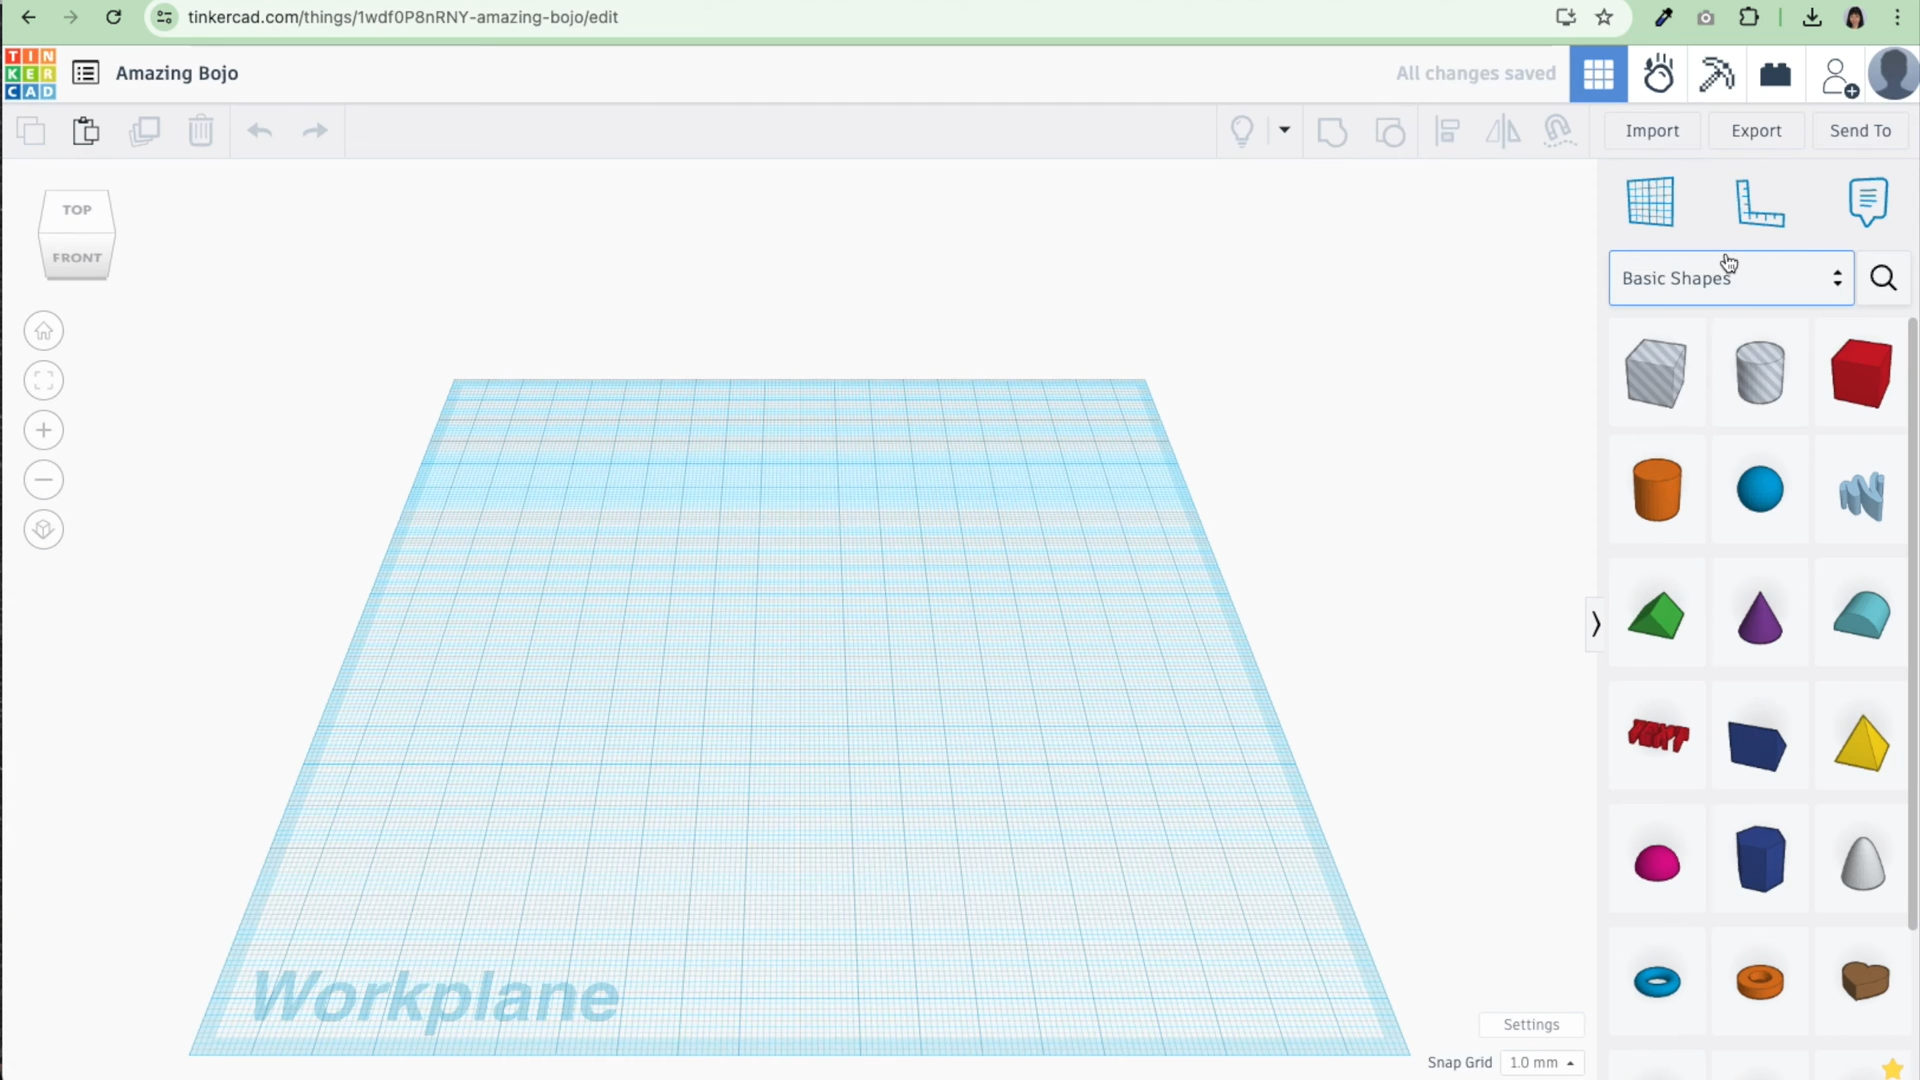 tinkercad.com/things/1wdf0P8nRNY-amazing-bojo/edit
TIN
KER
CAD
Amazing Bojo
All changes saved
Import
Export
Send To
TOP
FRONT
Basic Shapes
TEXT
Workplane
Settings
Snap Grid 1.0 mm